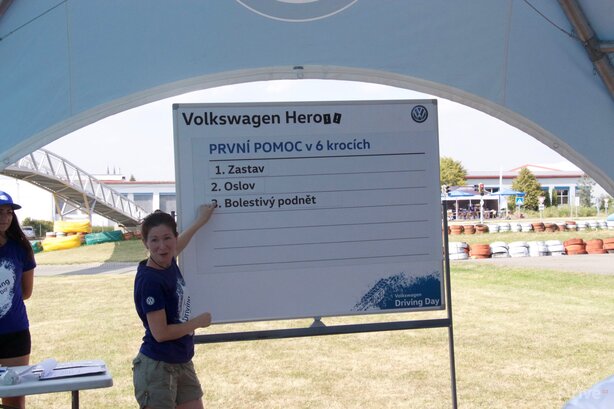 Volkswagen Hero
PRVNÍ POMOC v 6 krocích
1. Zastav
2. Oslov
3. Bolestivý podnět
Volkswagen
Driving Day